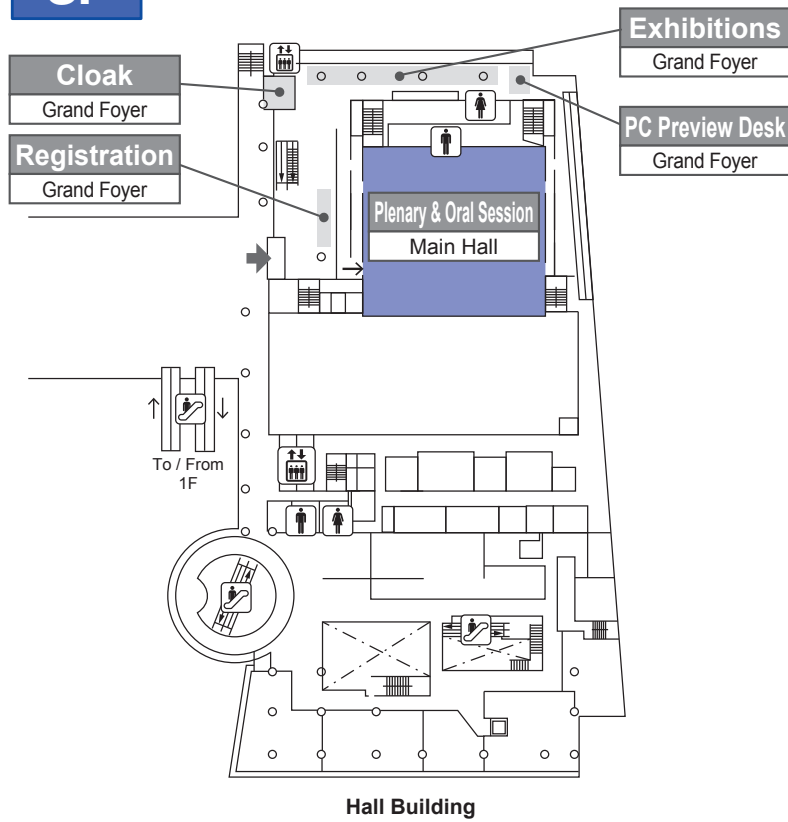 Exhibitions
Grand Foyer
Cloak
Grand Foyer
PC Preview Desk
Grand Foyer
Registration
Grand Foyer
Plenary & Oral Session
Main Hall
To / From
1F
Hall Building